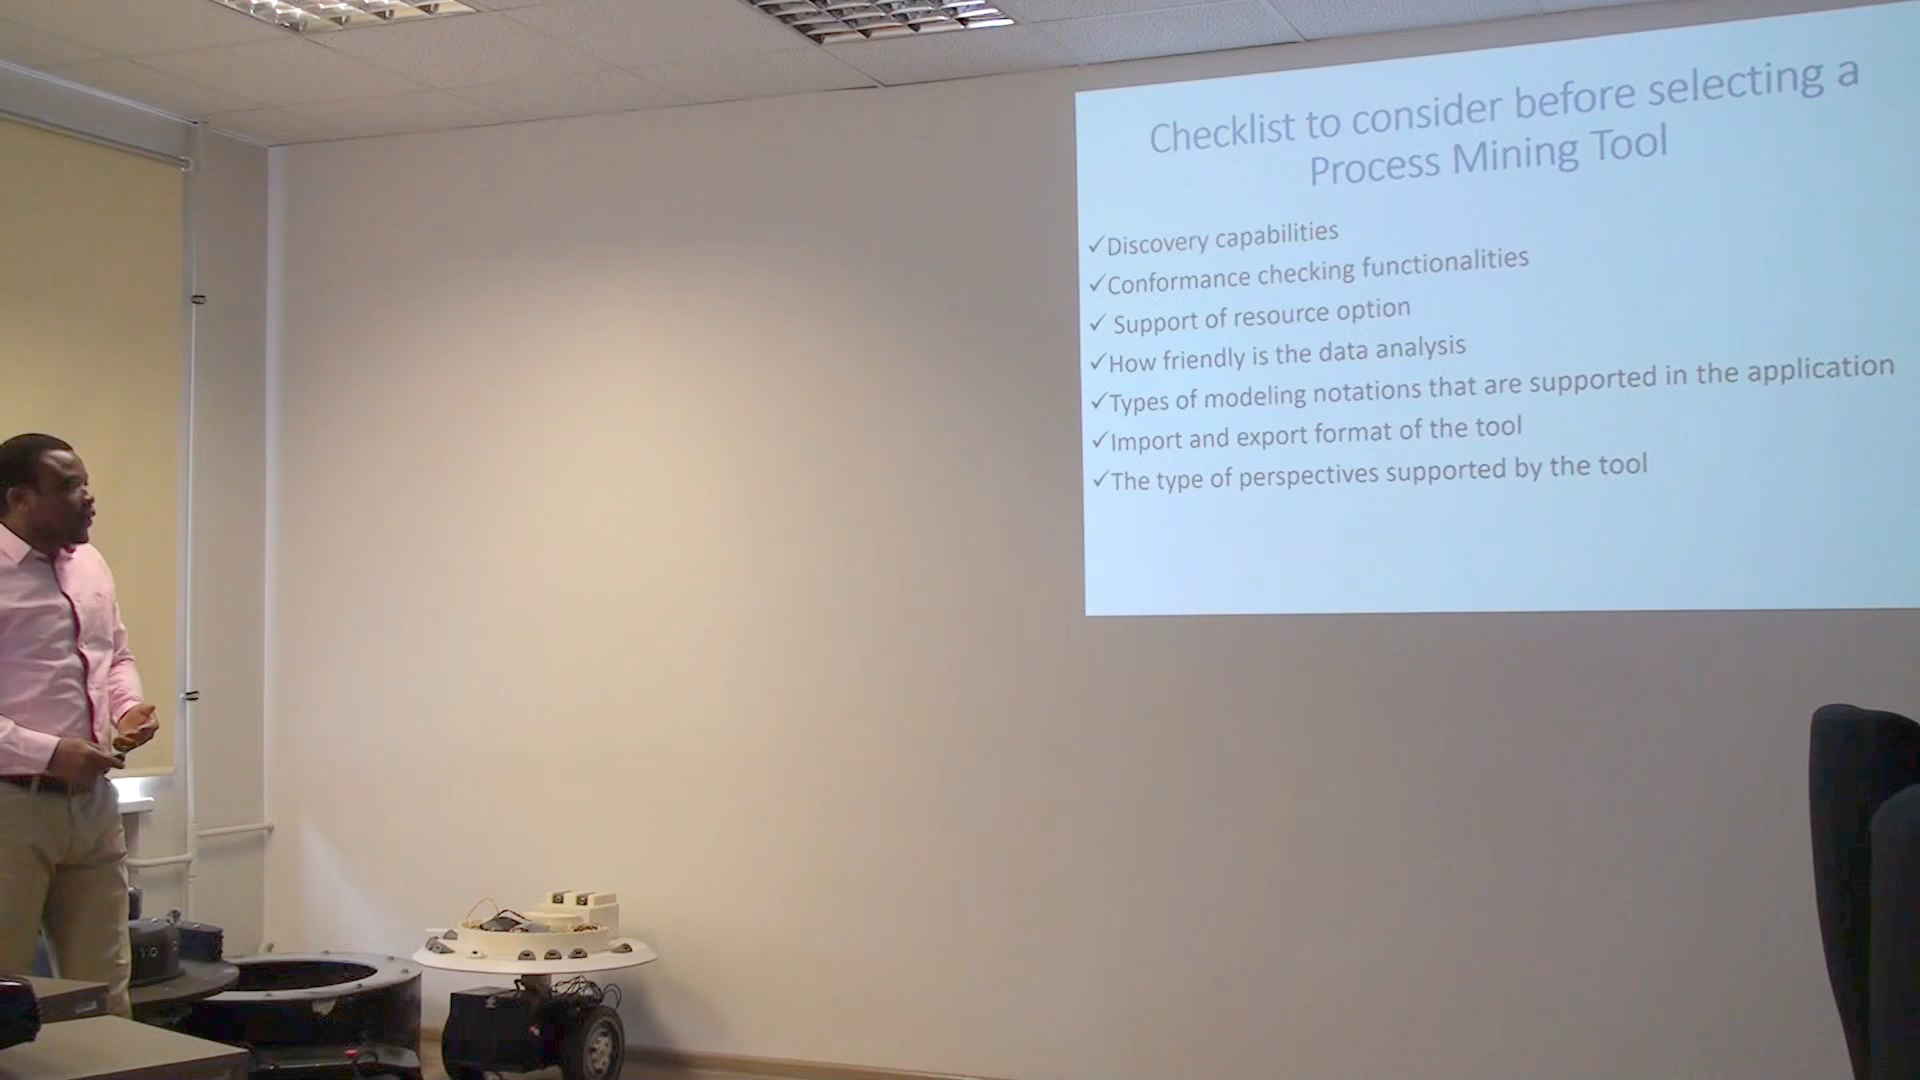 Checklist to consider before selecting a
Process Mining Tool
✓Discovery capabilities
✓Conformance checking functionalities
✓ Support of resource option
✓How friendly is the data analysis
✓Types of modeling notations that are supported in the application
✓Import and export format of the tool
✓The type of perspectives supported by the tool